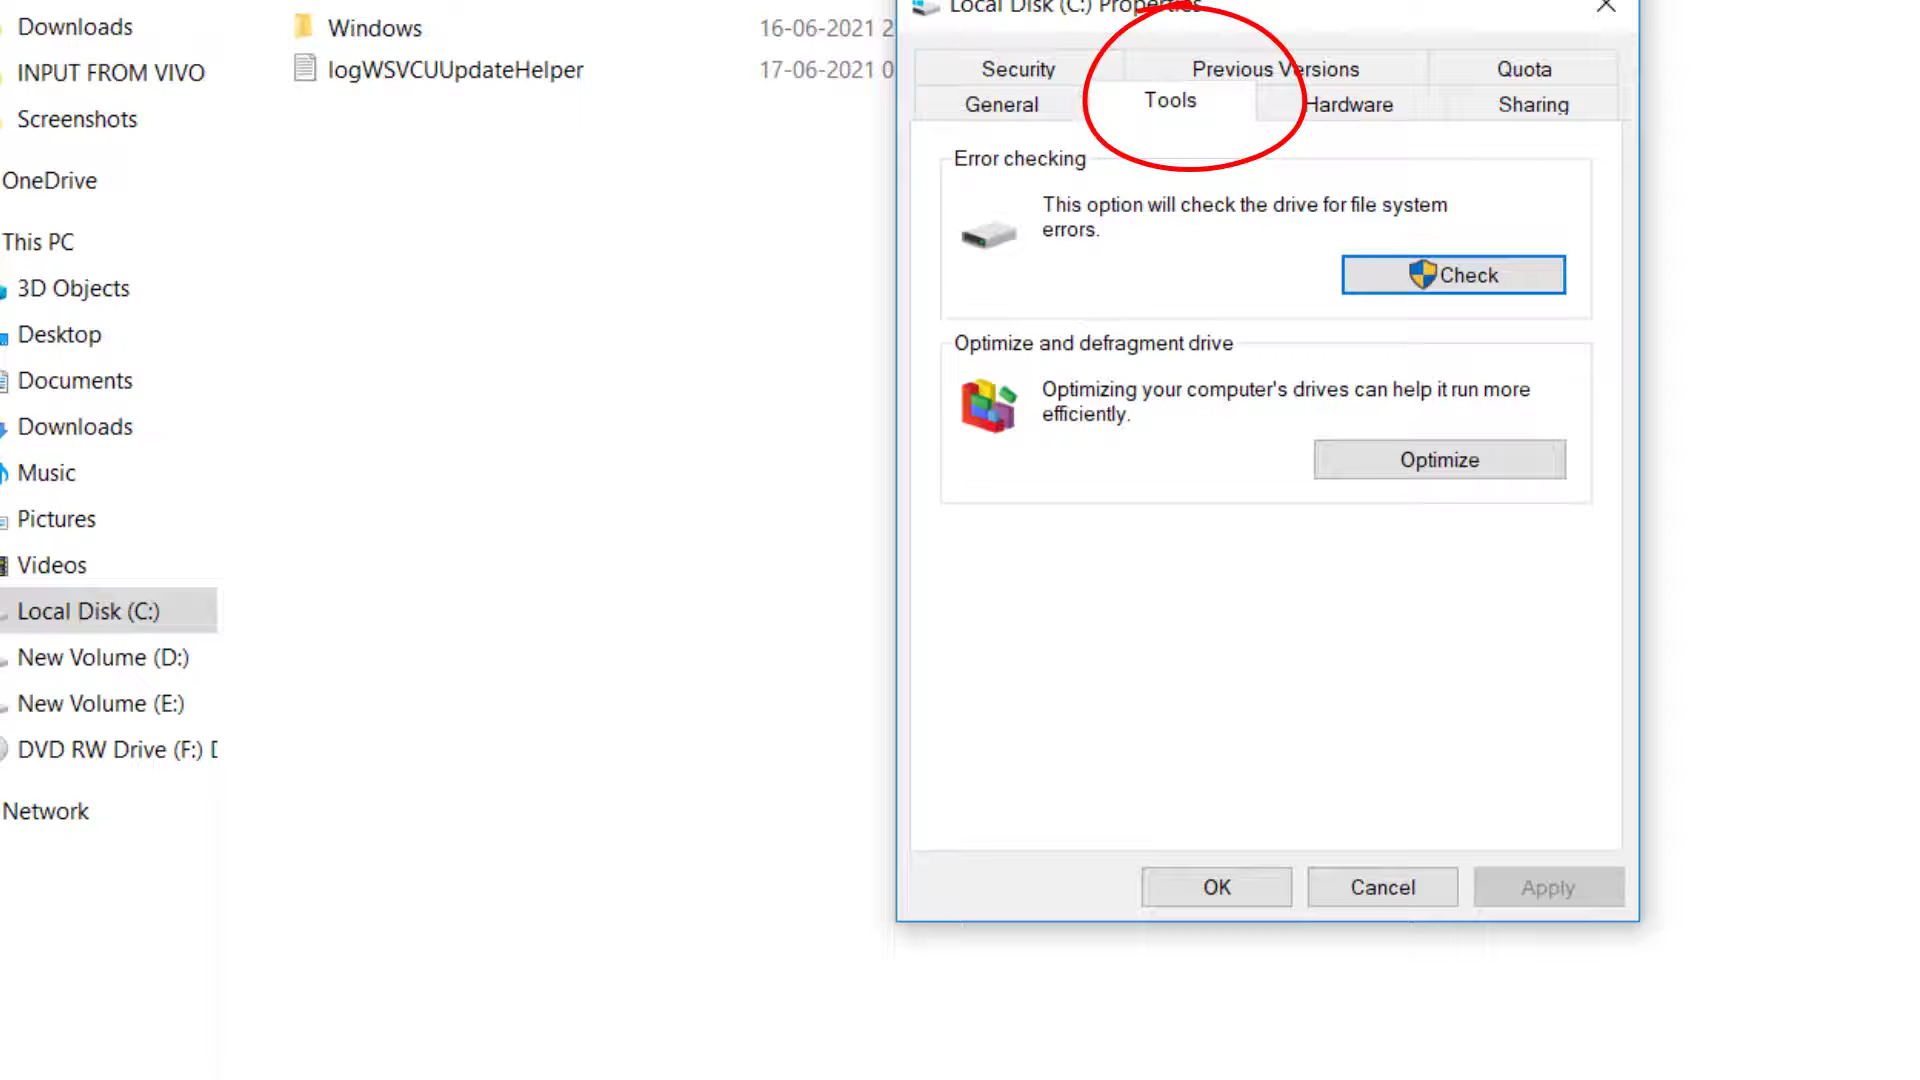 Downloads
INPUT FROM VIVO
Screenshots
OneDrive
This PC
3D Objects
Desktop
Documents
Downloads
Music
Pictures
Videos
Local Disk (C:)
New Volume (D:)
New Volume (E:)
DVD RW Drive (F:) D
Network
Windows 16-06-2021 2
logWSVCUUpdateHelper 17-06-2021 0
Local Disk (C:) Properties
Security Previous Versions Quota
General Tools Hardware Sharing
Error checking
This option will check the drive for file system
errors.
Check
Optimize and defragment drive
Optimizing your computer's drives can help it run more
efficiently.
Optimize
OK Cancel Apply